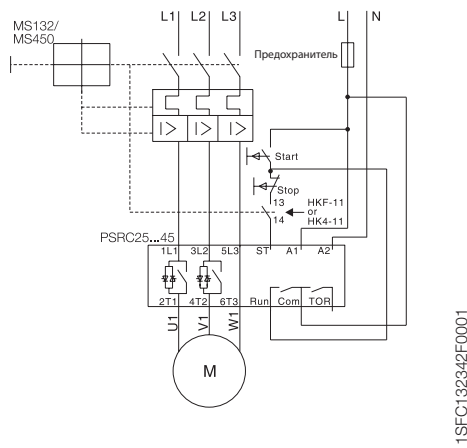 L1 L2 L3 L N
MS132/
MS450
Предохранитель
I> I> I>
Start
Stop
13 HKF-11
or
14 HK4-11
PSRC25...45
1L1 3L2 5L3 ST A1 A2
2T1 4T2 6T3 Run Com TOR
U1 V1 W1
M
1SFC132342F0001